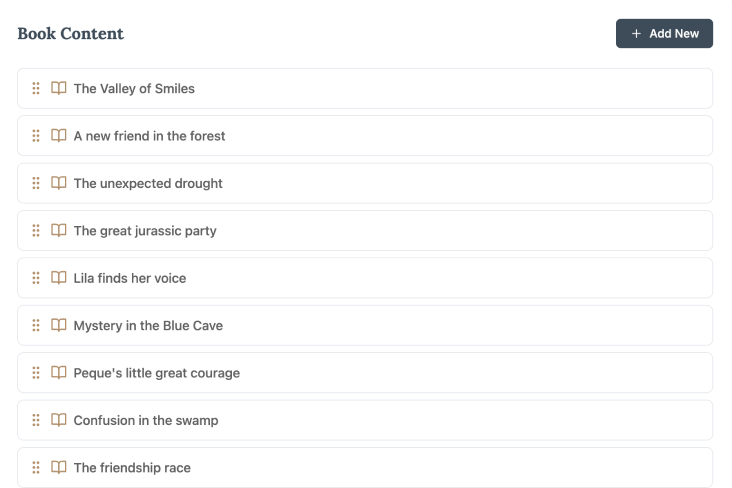 Book Content
+ Add New
The Valley of Smiles
A new friend in the forest
The unexpected drought
The great jurassic party
Lila finds her voice
Mystery in the Blue Cave
Peque's little great courage
Confusion in the swamp
The friendship race